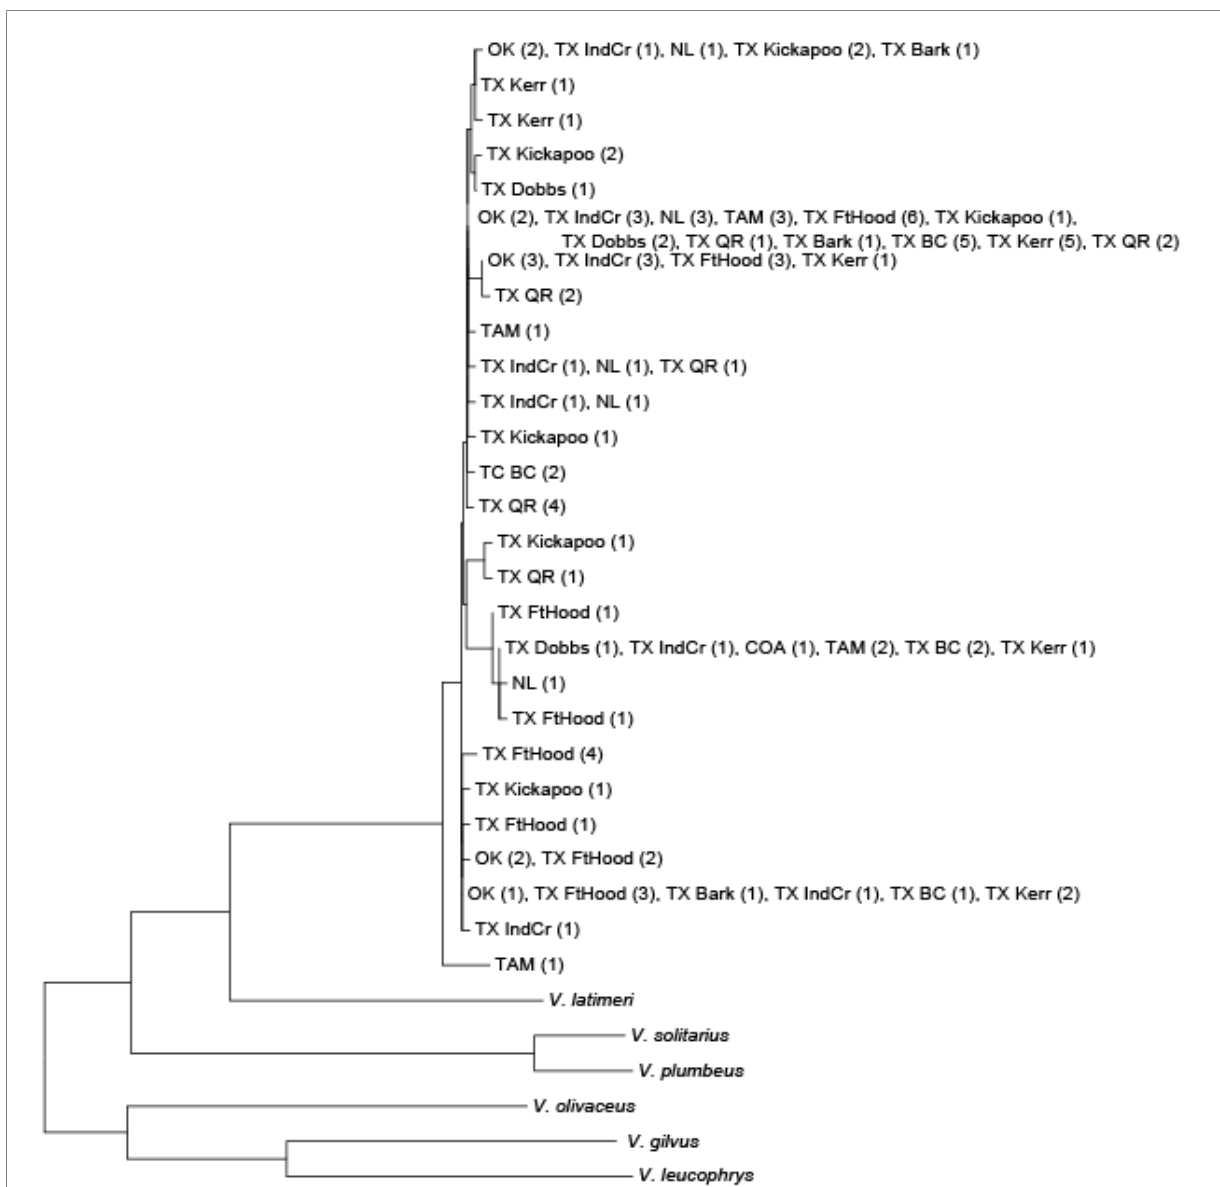 OK (2), TX IndCr (1), NL (1), TX Kickapoo (2), TX Bark (1)
TX Kerr (1)
TX Kerr (1)
TX Kickapoo (2)
TX Dobbs (1)
OK (2), TX IndCr (3), NL (3), TAM (3), TX FtHood (6), TX Kickapoo (1),
TX Dobbs (2), TX QR (1), TX Bark (1), TX BC (5), TX Kerr (5), TX QR (2)
OK (3), TX IndCr (3), TX FtHood (3), TX Kerr (1)
TX QR (2)
TAM (1)
TX IndCr (1), NL (1), TX QR (1)
TX IndCr (1), NL (1)
TX Kickapoo (1)
TC BC (2)
TX QR (4)
TX Kickapoo (1)
TX QR (1)
TX FtHood (1)
TX Dobbs (1), TX IndCr (1), COA (1), TAM (2), TX BC (2), TX Kerr (1)
NL (1)
TX FtHood (1)
TX FtHood (4)
TX Kickapoo (1)
TX FtHood (1)
OK (2), TX FtHood (2)
OK (1), TX FtHood (3), TX Bark (1), TX IndCr (1), TX BC (1), TX Kerr (2)
TX IndCr (1)
TAM (1)
V. latimeri
V. solitarius
V. plumbeus
V. olivaceus
V. gilvus
V. leucophrys